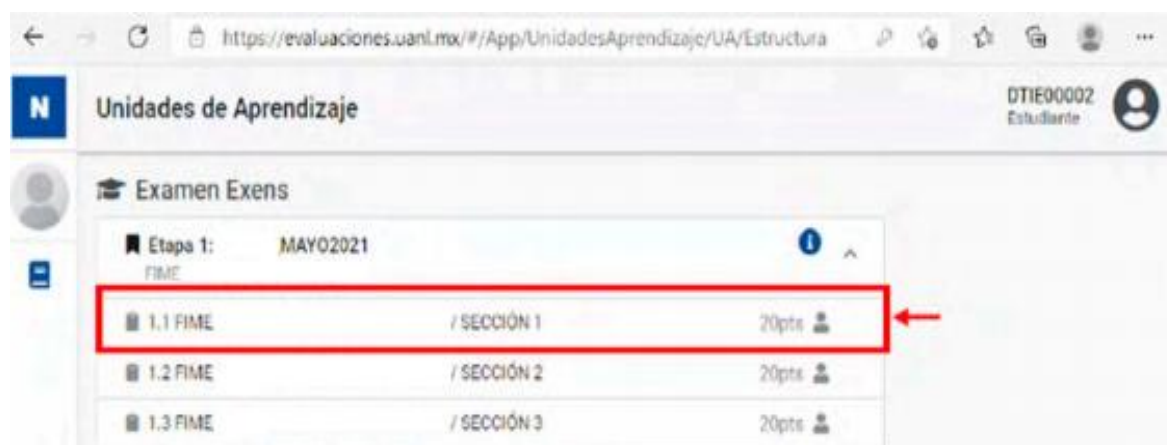 https://evaluaciones.uanl.mx/#/App/UnidadesAprendizaje/UA/Estructura
N Unidades de Aprendizaje DTIE00002
Estudiante
Examen Exens
Etapa 1: MAYO2021
FIME
1.1 FIME / SECCIÓN 1 20pts
1.2 FIME / SECCIÓN 2 20pts
1.3 FIME / SECCIÓN 3 20pts